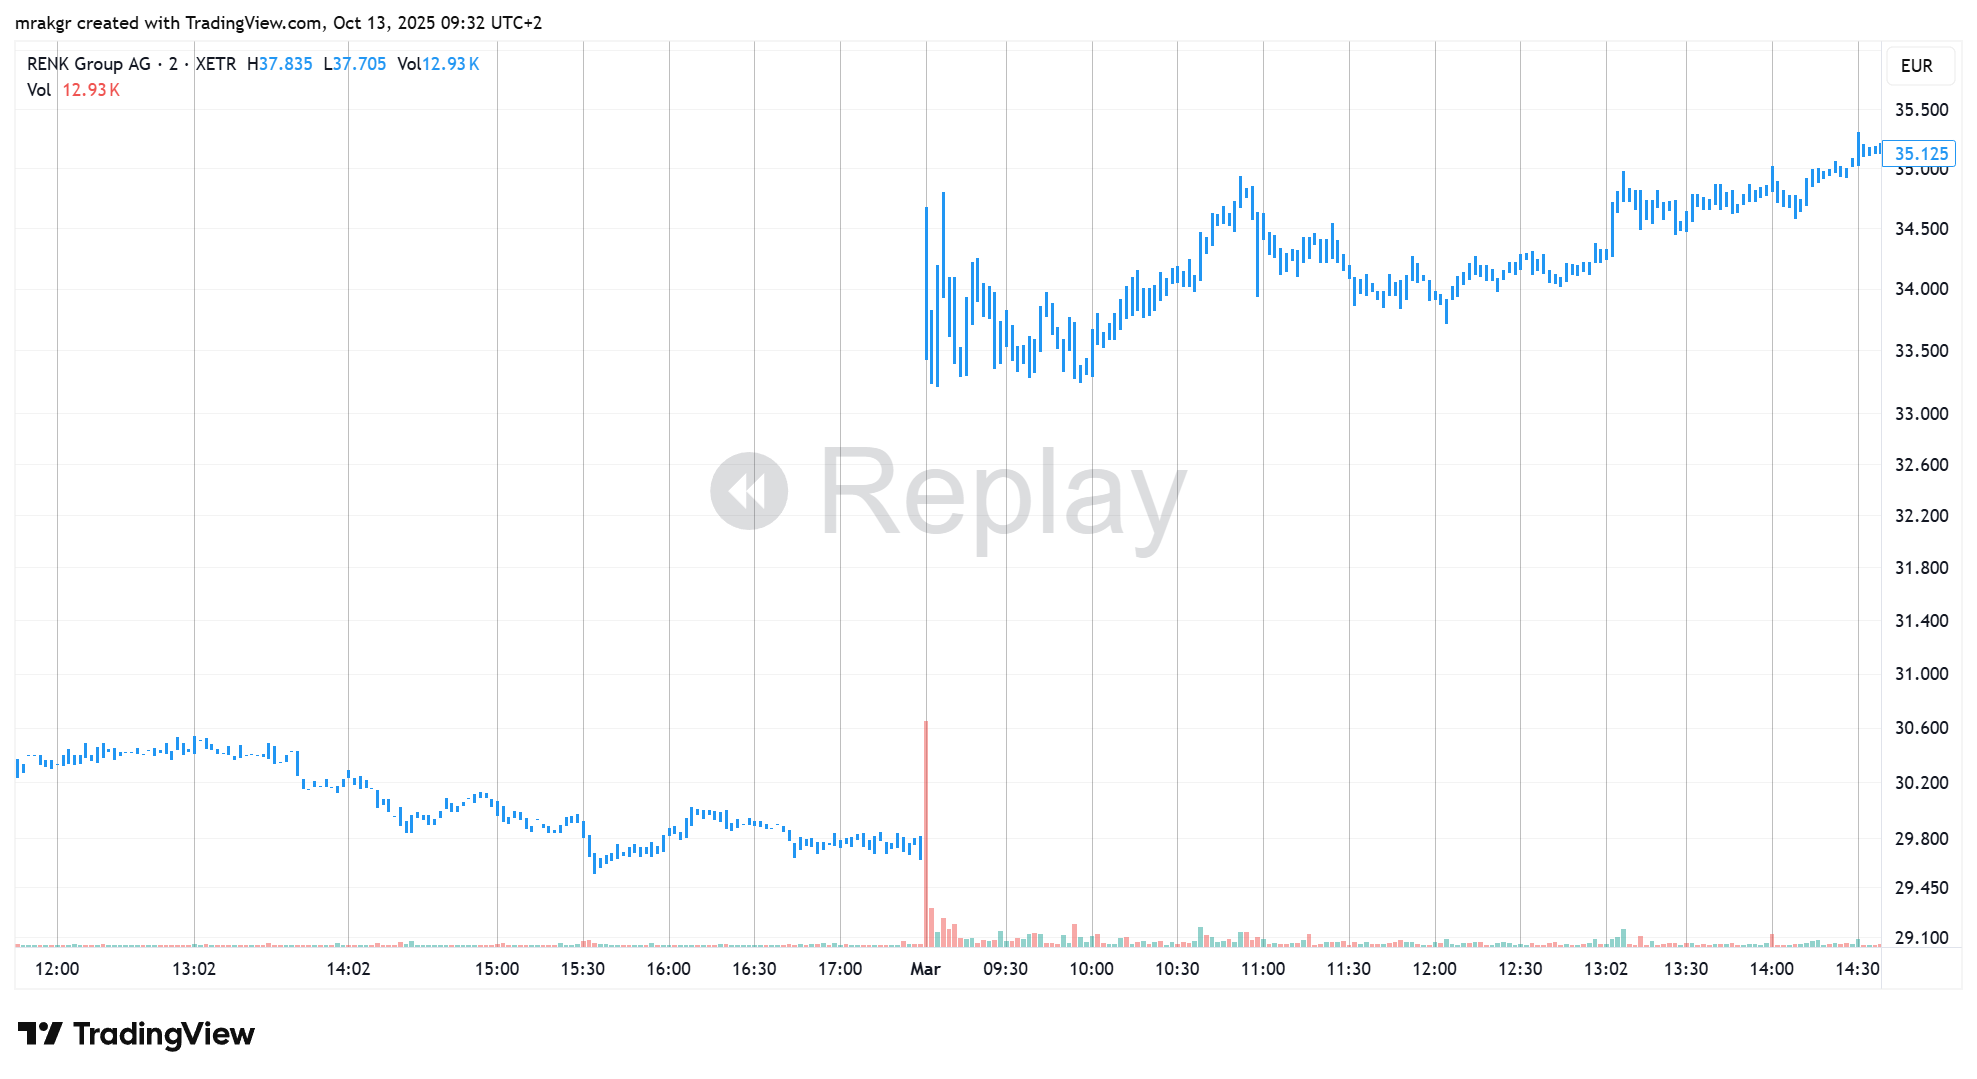 mrakgr created with TradingView.com, Oct 13, 2025 09:32 UTC+2
RENK Group AG · 2 · XETR H37.835 L37.705 Vol12.93 K
Vol 12.93 K
EUR
35.500
35.125
35.000
34.500
34.000
33.500
33.000
32.600
32.200
31.800
31.400
31.000
30.600
30.200
29.800
29.450
29.100
Replay
12:00 13:02 14:02 15:00 15:30 16:00 16:30 17:00 Mar 09:30 10:00 10:30 11:00 11:30 12:00 12:30 13:02 13:30 14:00 14:30
TradingView